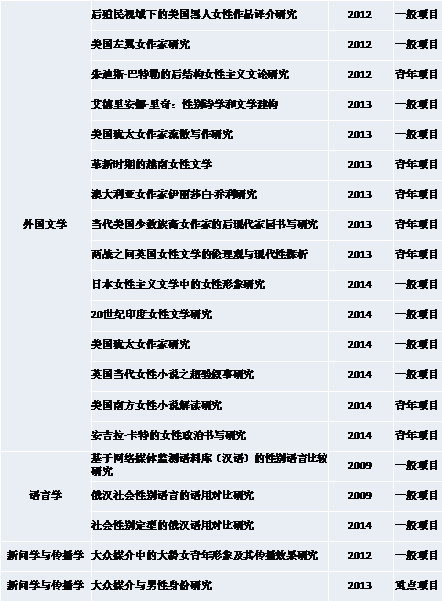 后殖民视域下的美国黑人女性作品评介研究 2012 一般项目
美国左翼女作家研究 2012 一般项目
朱迪斯·巴特勒的后结构女性主义文论研究 2012 青年项目
艾德里安娜·里奇：性别诗学和文学建构 2013 一般项目
美国犹太女作家流散写作研究 2013 一般项目
革新时期的越南女性文学 2013 青年项目
澳大利亚女作家伊丽莎白·乔利研究 2013 青年项目
外国文学 当代美国少数族裔女作家的后现代家园书写研究 2013 青年项目
两战之间英国女性文学的伦理观与现代性探析 2013 青年项目
日本女性主义文学中的女性形象研究 2014 一般项目
20世纪印度女性文学研究 2014 一般项目
美国犹太女作家研究 2014 一般项目
英国当代女性小说之超验叙事研究 2014 一般项目
美国南方女性小说解读研究 2014 青年项目
安吉拉·卡特的女性政治书写研究 2014 青年项目
基于网络媒体监测语料库（汉语）的性别语言比较
研究 2009 一般项目
语言学 俄汉社会性别语言的语用对比研究 2009 一般项目
社会性别定型的俄汉语用对比研究 2014 一般项目
新闻学与传播学 大众媒介中的大龄女青年形象及其传播效果研究 2012 一般项目
新闻学与传播学 大众媒介与男性身份研究 2013 重点项目